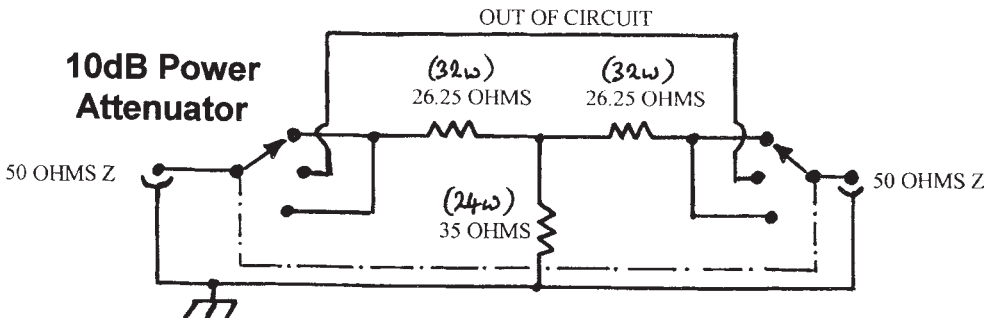 OUT OF CIRCUIT
10dB Power
Attenuator
(32w)
26.25 OHMS
(32w)
26.25 OHMS
50 OHMS Z
50 OHMS Z
(24w)
35 OHMS